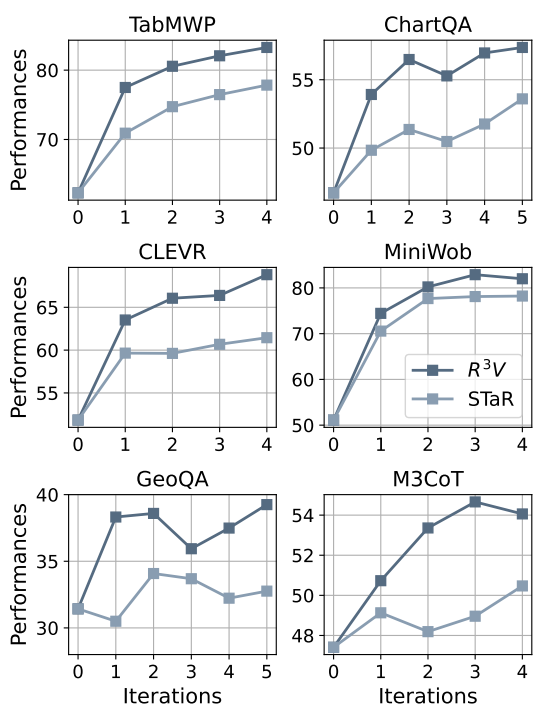 TabMWP
ChartQA
Performances
80
70
0 1 2 3 4
55
50
0 1 2 3 4 5
CLEVR
MiniWob
Performances
65
60
55
0 1 2 3 4
80
70
60
50
R³V
STaR
0 1 2 3 4
GeoQA
M3CoT
Performances
40
35
30
0 1 2 3 4 5
Iterations
54
52
50
48
0 1 2 3 4
Iterations